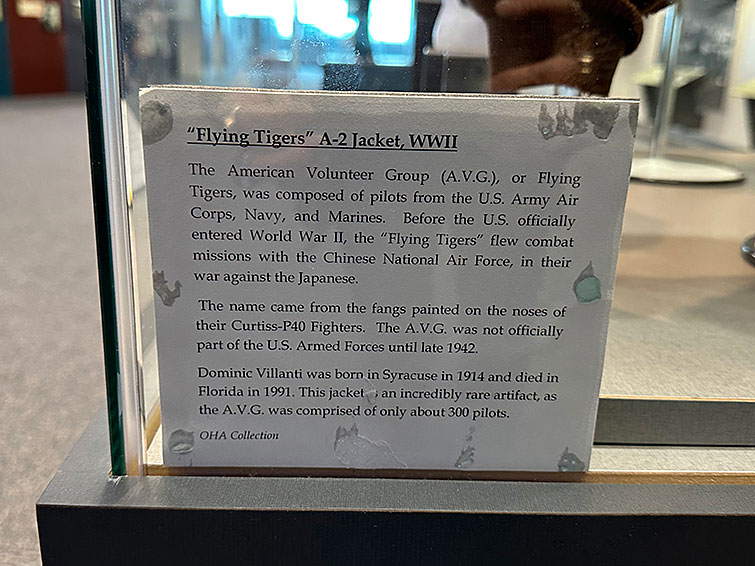 "Flying Tigers" A-2 Jacket, WWII
The American Volunteer Group (A.V.G.), or Flying
Tigers, was composed of pilots from the U.S. Army Air
Corps, Navy, and Marines. Before the U.S. officially
entered World War II, the "Flying Tigers" flew combat
missions with the Chinese National Air Force, in their
war against the Japanese.
The name came from the fangs painted on the noses of
their Curtiss-P40 Fighters. The A.V.G. was not officially
part of the U.S. Armed Forces until late 1942.
Dominic Villanti was born in Syracuse in 1914 and died in
Florida in 1991. This jacket an incredibly rare artifact, as
the A.V.G. was comprised of only about 300 pilots.
OHA Collection